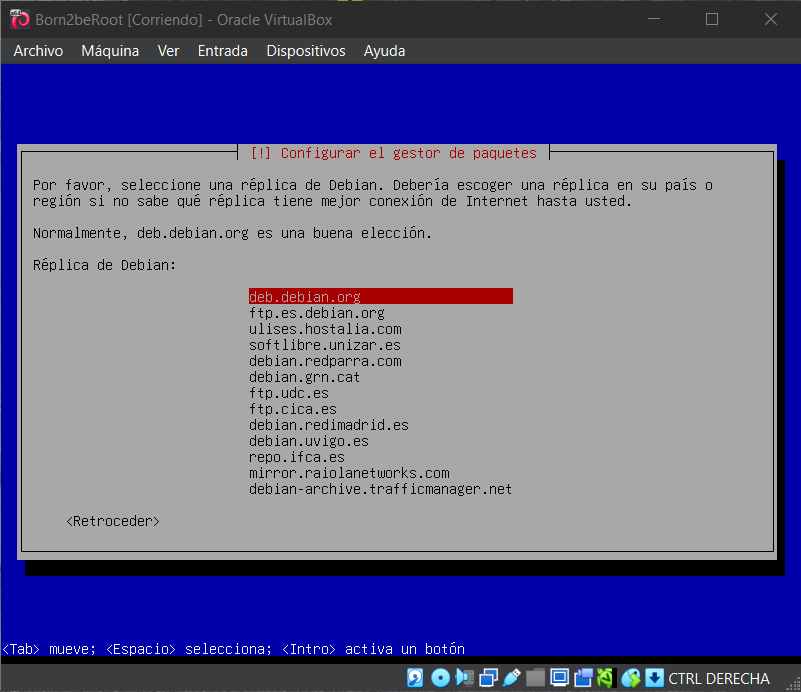 Born2beRoot [Corriendo] - Oracle VirtualBox
Archivo Máquina Ver Entrada Dispositivos Ayuda
[!] Configurar el gestor de paquetes
Por favor, seleccione una réplica de Debian. Debería escoger una réplica en su país o
región si no sabe qué réplica tiene mejor conexión de Internet hasta usted.
Normalmente, deb.debian.org es una buena elección.
Réplica de Debian:
deb.debian.org
ftp.es.debian.org
ulises.hostalia.com
softlibre.unizar.es
debian.redparra.com
debian.grn.cat
ftp.udc.es
ftp.cica.es
debian.redimadrid.es
debian.uvigo.es
repo.ifca.es
mirror.raiolanetworks.com
debian-archive.trafficmanager.net
<Retroceder>
<Tab> mueve; <Espacio> selecciona; <Intro> activa un botón
CTRL DERECHA